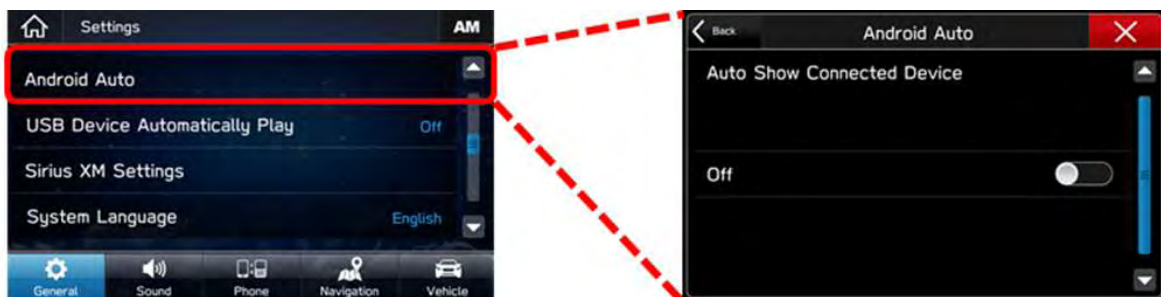 Settings
AM
Android Auto
USB Device Automatically Play Off
Sirius XM Settings
System Language English
General Sound Phone Navigation Vehicle
Back Android Auto
Auto Show Connected Device
Off